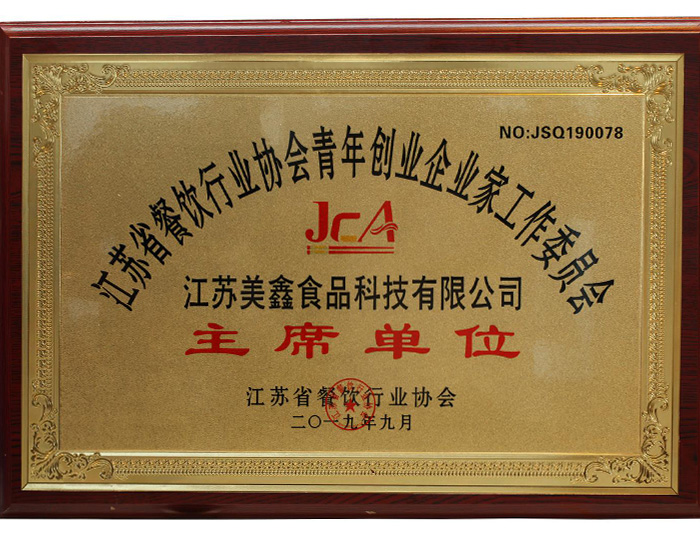 NO:JSQ190078
江苏省餐饮行业协会青年创业企业家工作委员会
JCA
江苏美鑫食品科技有限公司
主席单位
江苏省餐饮行业协会
二〇一九年九月